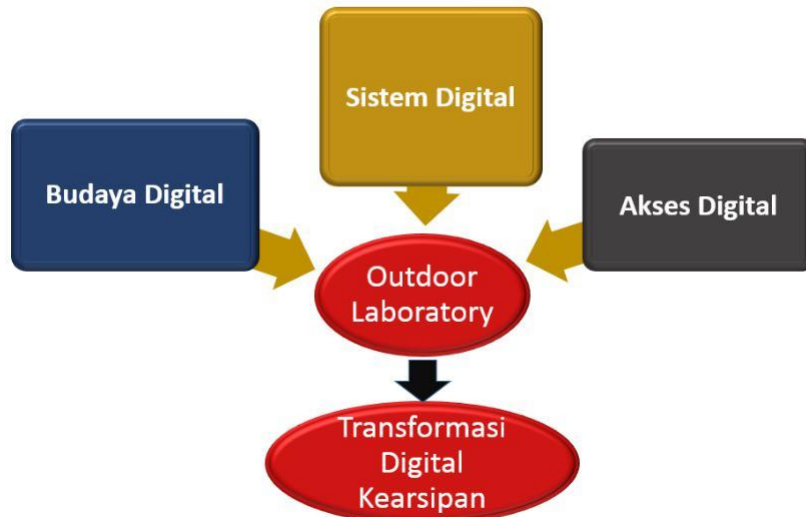 Sistem Digital
Budaya Digital
Akses Digital
Outdoor
Laboratory
Transformasi
Digital
Kearsipan